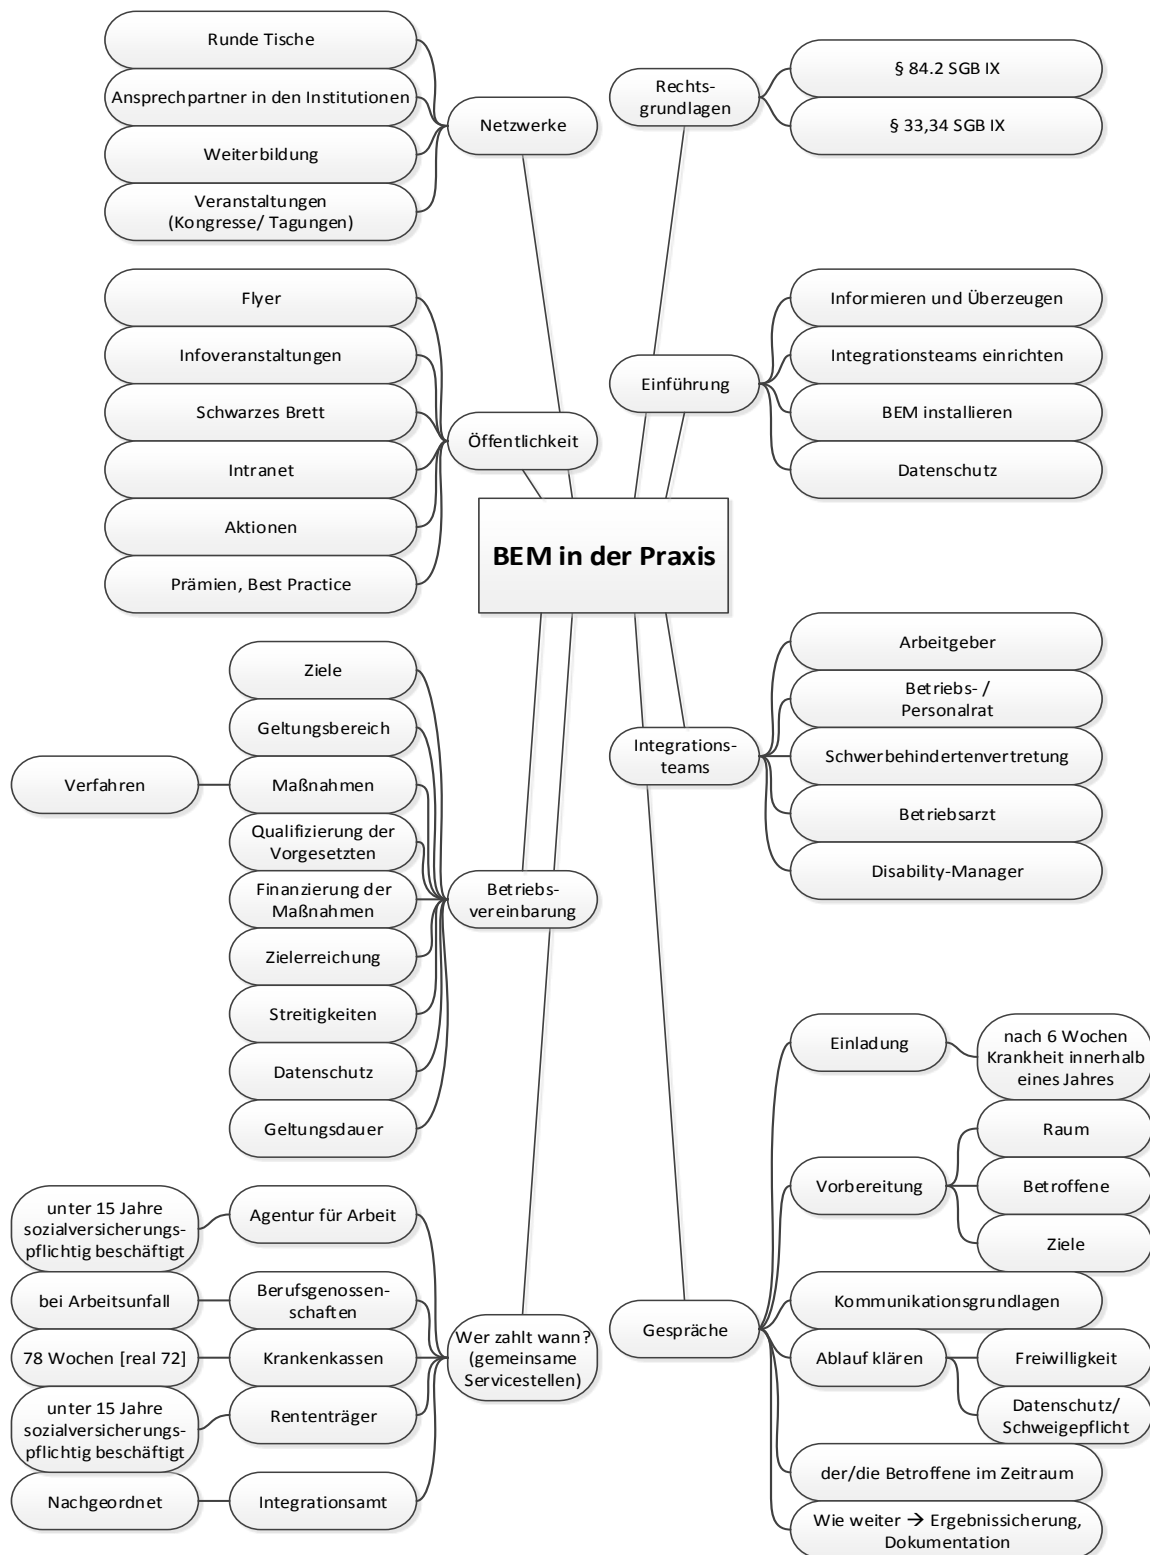 BEM in der Praxis
Netzwerke
Runde Tische
Ansprechpartner in den Institutionen
Weiterbildung
Veranstaltungen
(Kongresse/ Tagungen)
Öffentlichkeit
Flyer
Infoveranstaltungen
Schwarzes Brett
Intranet
Aktionen
Prämien, Best Practice
Betriebs-
vereinbarung
Ziele
Geltungsbereich
Maßnahmen
Verfahren
Qualifizierung der
Vorgesetzten
Finanzierung der
Maßnahmen
Zielerreichung
Streitigkeiten
Datenschutz
Geltungsdauer
Wer zahlt wann?
(gemeinsame
Servicestellen)
Agentur für Arbeit
unter 15 Jahre
sozialversicherungs-
pflichtig beschäftigt
Berufsgenossen-
schaften
bei Arbeitsunfall
Krankenkassen
78 Wochen [real 72]
Rententräger
unter 15 Jahre
sozialversicherungs-
pflichtig beschäftigt
Integrationsamt
Nachgeordnet
Rechts-
grundlagen
§ 84.2 SGB IX
§ 33,34 SGB IX
Einführung
Informieren und Überzeugen
Integrationsteams einrichten
BEM installieren
Datenschutz
Integrations-
teams
Arbeitgeber
Betriebs- /
Personalrat
Schwerbehindertenvertretung
Betriebsarzt
Disability-Manager
Gespräche
Einladung
nach 6 Wochen
Krankheit innerhalb
eines Jahres
Vorbereitung
Raum
Betroffene
Ziele
Kommunikationsgrundlagen
Ablauf klären
Freiwilligkeit
Datenschutz/
Schweigepflicht
der/die Betroffene im Zeitraum
Wie weiter → Ergebnissicherung,
Dokumentation